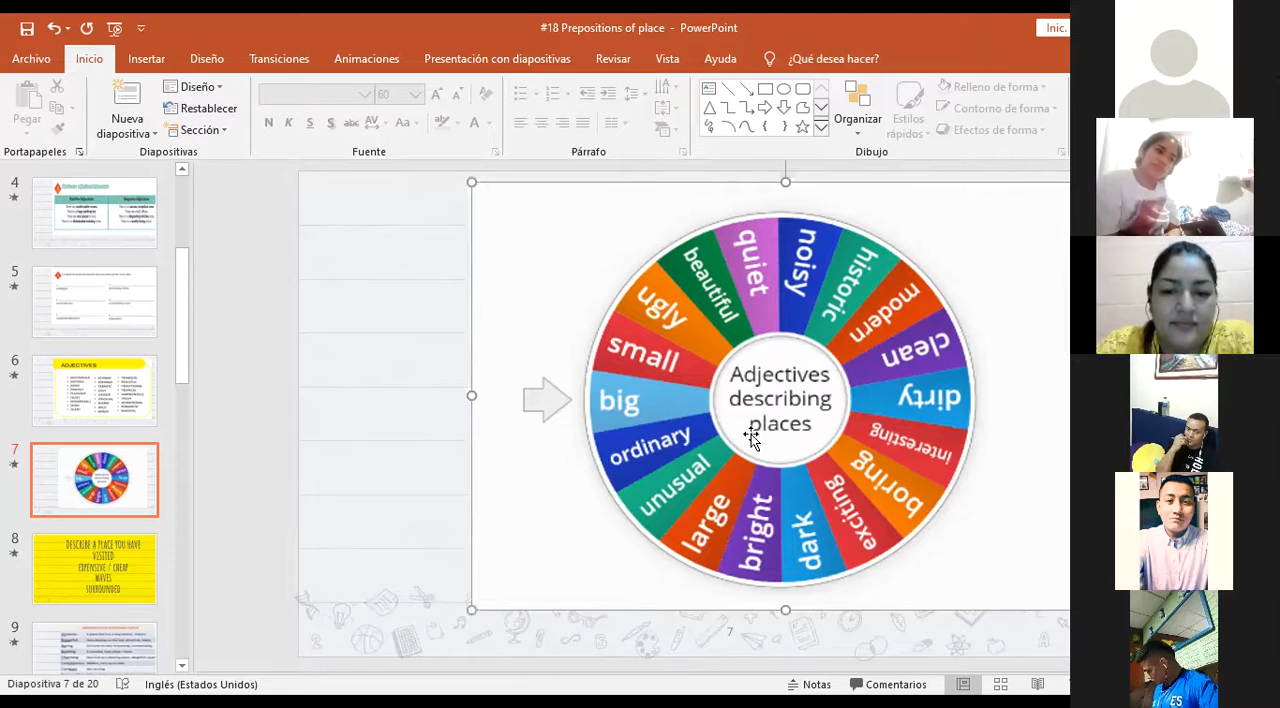 #18 Prepositions of place - PowerPoint
Inic.
Archivo Inicio Insertar Diseño Transiciones Animaciones Presentación con diapositivas Revisar Vista Ayuda ¿Qué desea hacer?
Pegar
Nueva diapositiva
Diseño
Restablecer
Sección
60
N K S S abc AV Aa A
Organizar
Estilos rápidos
Relleno de forma
Contorno de forma
Efectos de forma
Portapapeles Diapositivas Fuente Párrafo Dibujo
4
5
6
ADJECTIVES
7
8
DESCRIBE A PLACE YOU HAVE
VISITED
EXPENSIVE / CHEAP
WAVES
SURROUNDED
9
Adjectives
describing
places
quiet
noisy
historic
modern
clean
dirty
interesting
boring
exciting
dark
bright
large
unusual
ordinary
big
small
ugly
beautiful
7
Diapositiva 7 de 20 Inglés (Estados Unidos) Notas Comentarios
ES